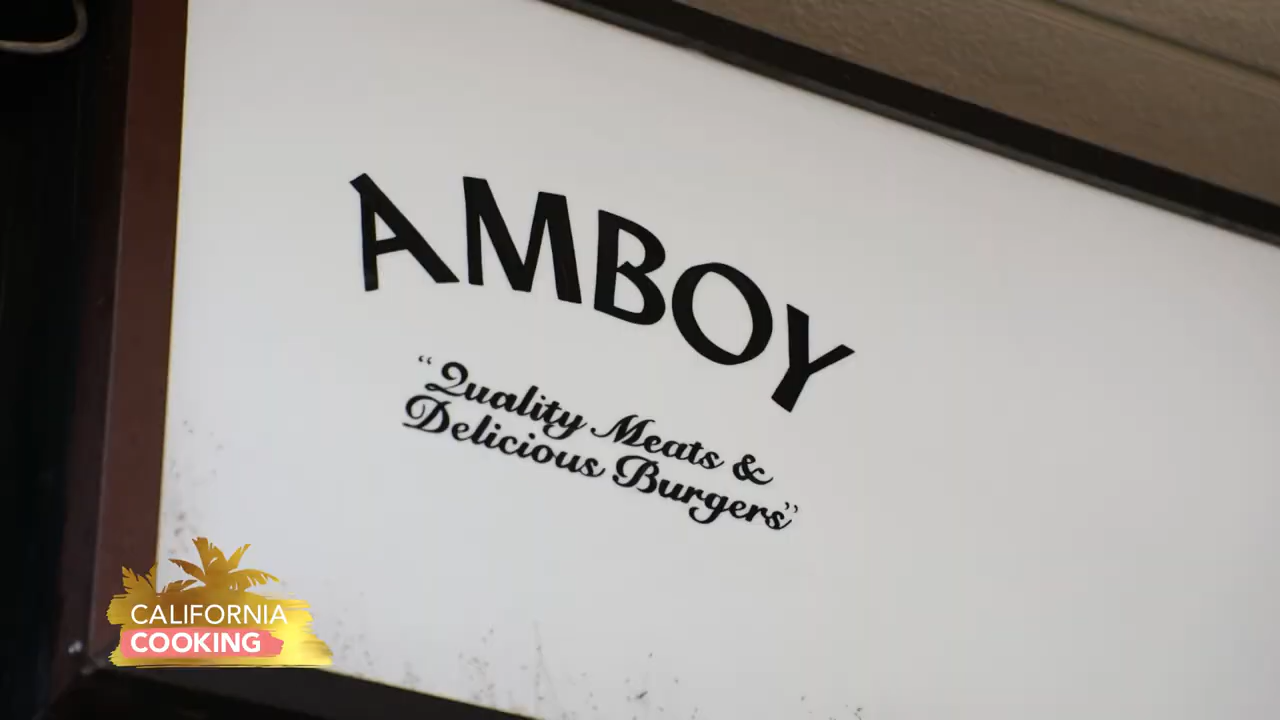 AMBOY
“Quality Meats &
Delicious Burgers”
CALIFORNIA
COOKING